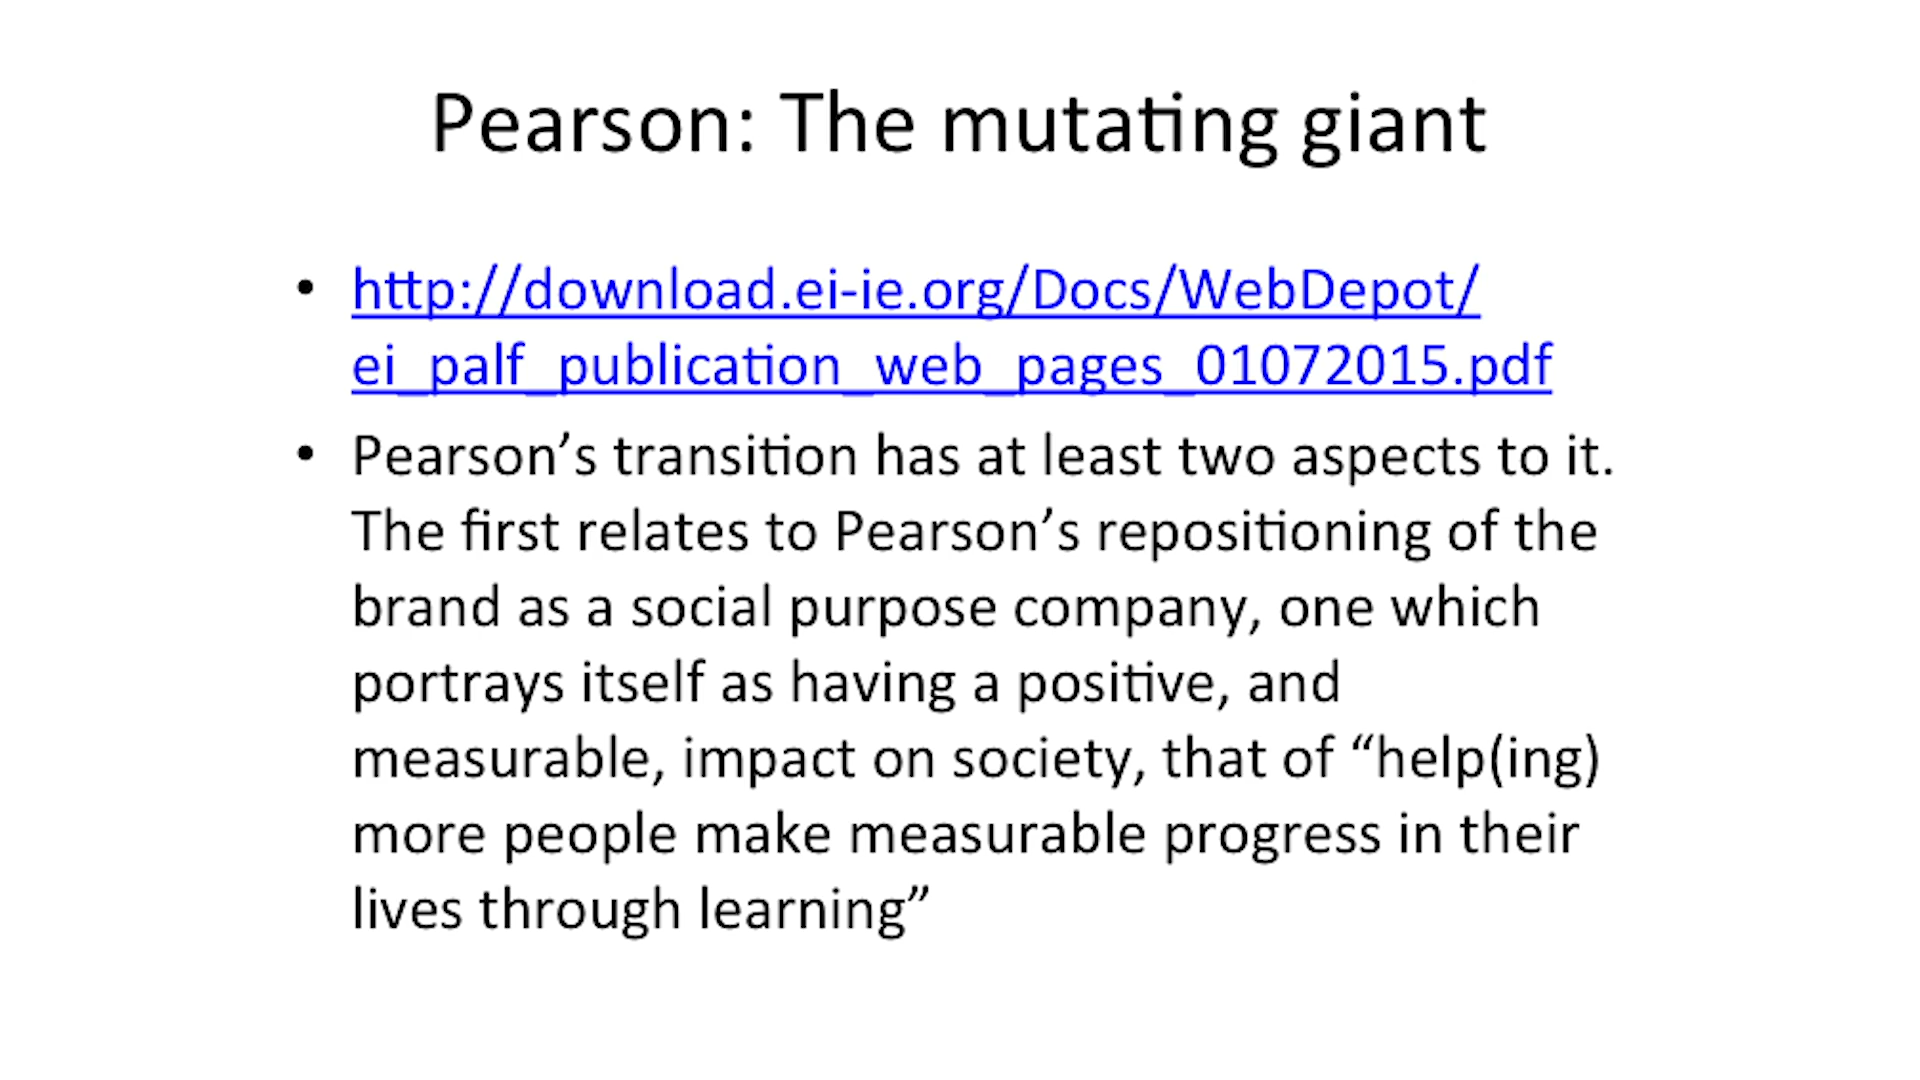 Pearson: The mutating giant
• http://download.ei-ie.org/Docs/WebDepot/
ei_palf_publication_web_pages_01072015.pdf
• Pearson’s transition has at least two aspects to it.
The first relates to Pearson’s repositioning of the
brand as a social purpose company, one which
portrays itself as having a positive, and
measurable, impact on society, that of “help(ing)
more people make measurable progress in their
lives through learning”